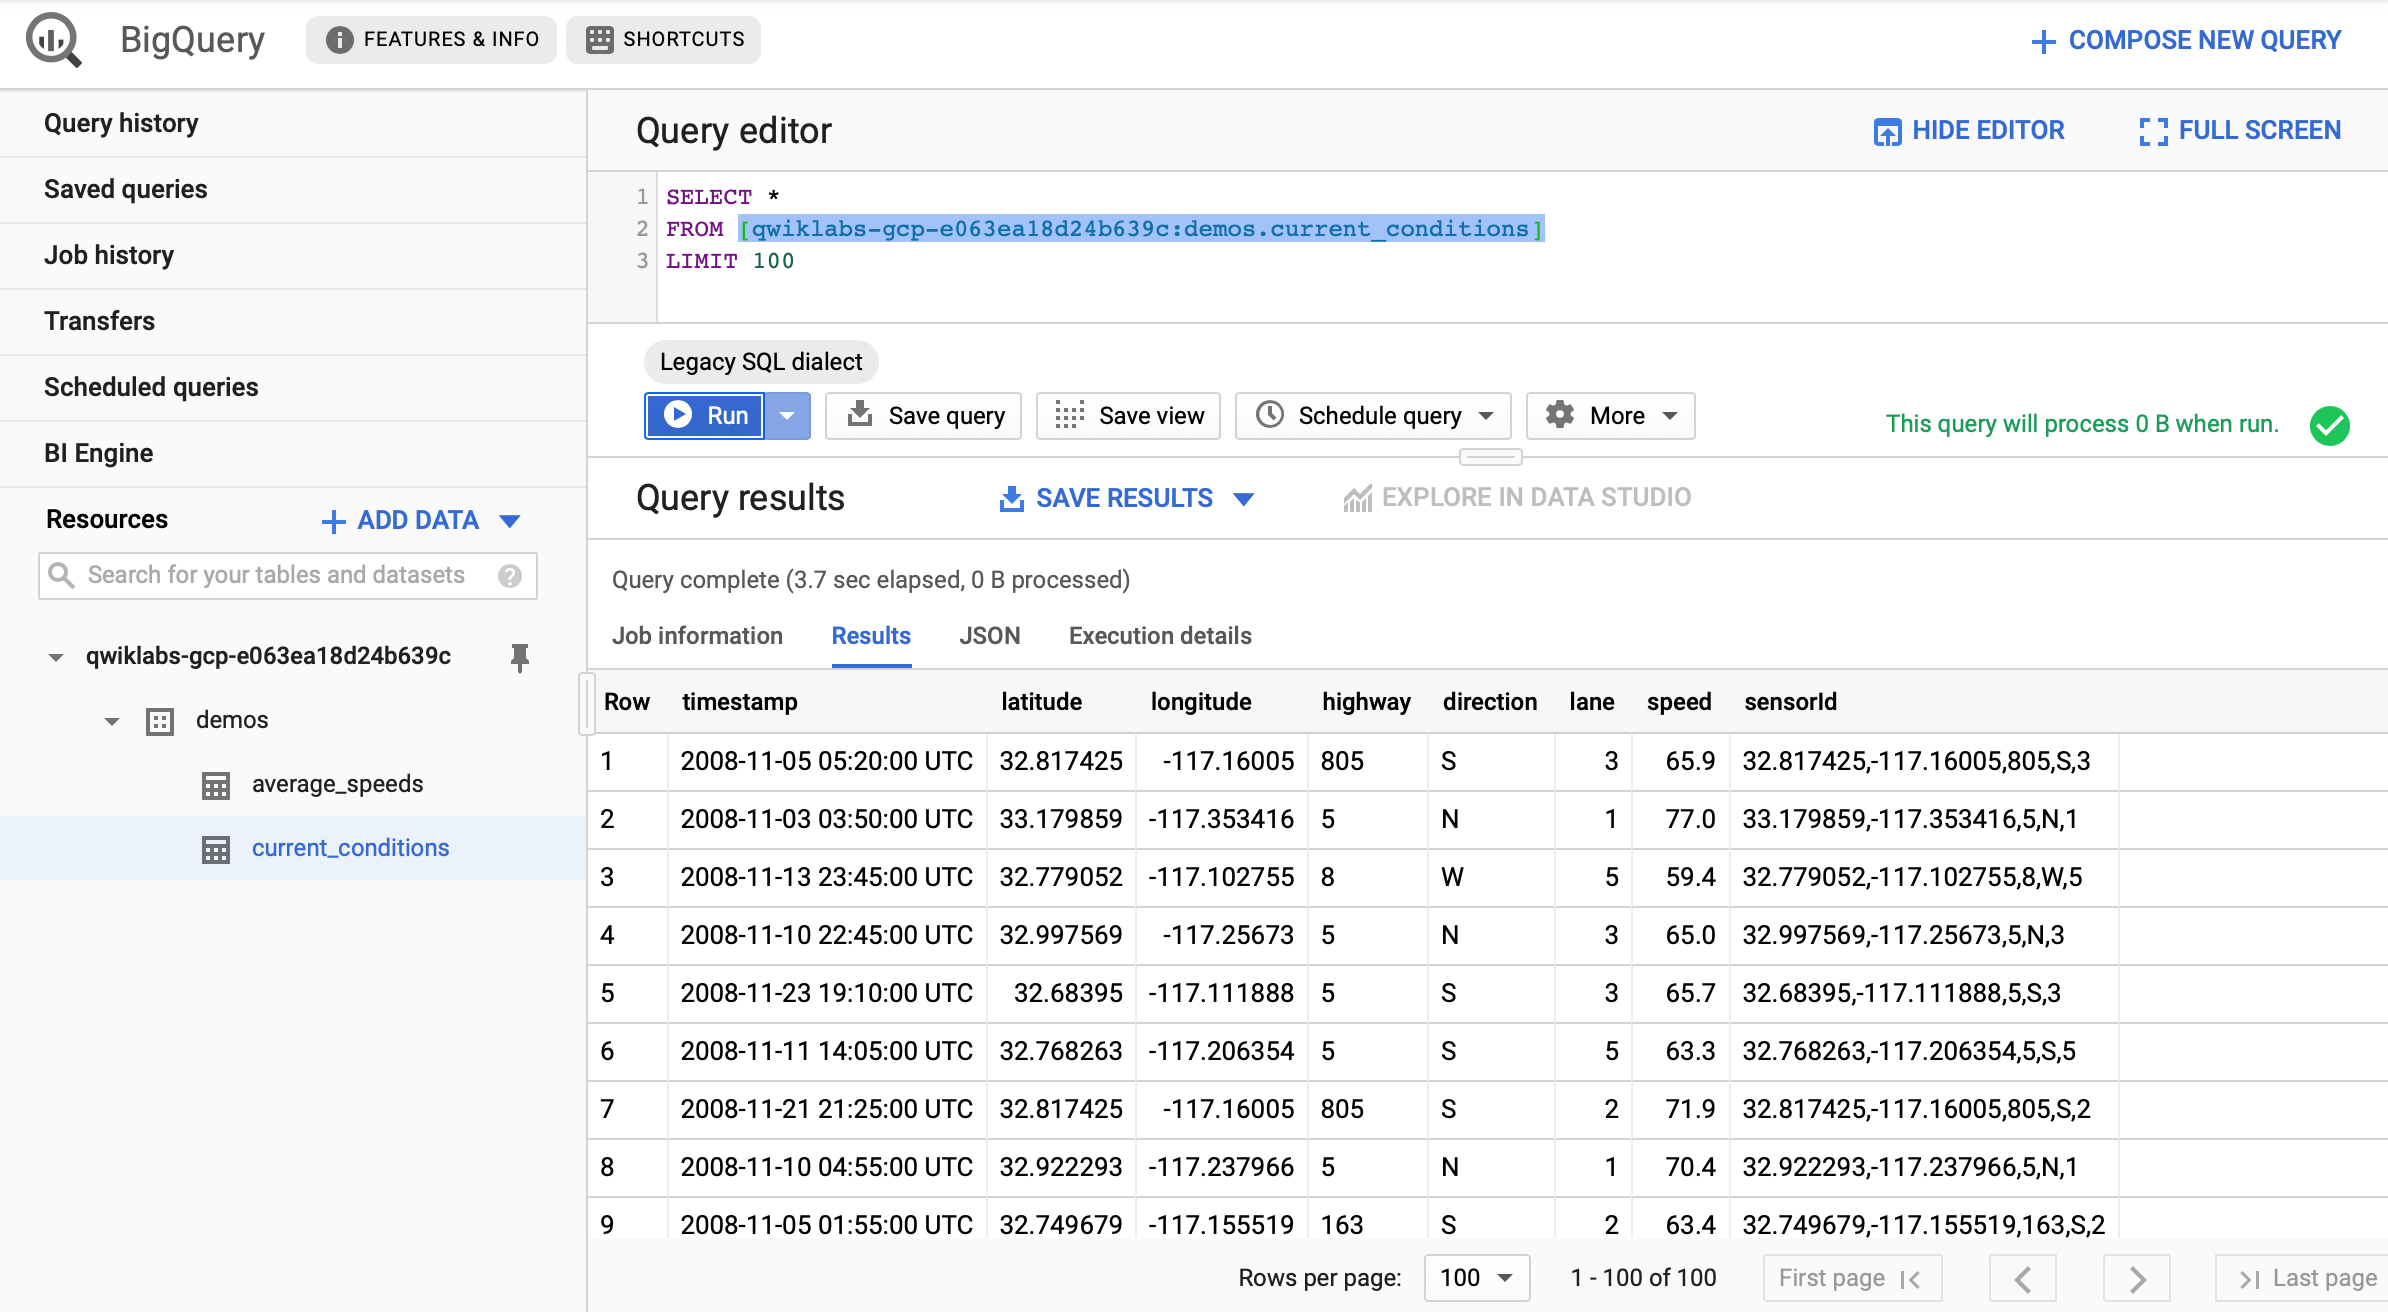 BigQuery FEATURES & INFO SHORTCUTS COMPOSE NEW QUERY
Query history
Saved queries
Job history
Transfers
Scheduled queries
BI Engine
Resources ADD DATA
Search for your tables and datasets
qwiklabs-gcp-e063ea18d24b639c
demos
average_speeds
current_conditions
Query editor HIDE EDITOR FULL SCREEN
1 SELECT *
2 FROM [qwiklabs-gcp-e063ea18d24b639c:demos.current_conditions]
3 LIMIT 100
Legacy SQL dialect
Run Save query Save view Schedule query More This query will process 0 B when run.
Query results SAVE RESULTS EXPLORE IN DATA STUDIO
Query complete (3.7 sec elapsed, 0 B processed)
Job information Results JSON Execution details
Row timestamp latitude longitude highway direction lane speed sensorId
1 2008-11-05 05:20:00 UTC 32.817425 -117.16005 805 S 3 65.9 32.817425,-117.16005,805,S,3
2 2008-11-03 03:50:00 UTC 33.179859 -117.353416 5 N 1 77.0 33.179859,-117.353416,5,N,1
3 2008-11-13 23:45:00 UTC 32.779052 -117.102755 8 W 5 59.4 32.779052,-117.102755,8,W,5
4 2008-11-10 22:45:00 UTC 32.997569 -117.25673 5 N 3 65.0 32.997569,-117.25673,5,N,3
5 2008-11-23 19:10:00 UTC 32.68395 -117.111888 5 S 3 65.7 32.68395,-117.111888,5,S,3
6 2008-11-11 14:05:00 UTC 32.768263 -117.206354 5 S 5 63.3 32.768263,-117.206354,5,S,5
7 2008-11-21 21:25:00 UTC 32.817425 -117.16005 805 S 2 71.9 32.817425,-117.16005,805,S,2
8 2008-11-10 04:55:00 UTC 32.922293 -117.237966 5 N 1 70.4 32.922293,-117.237966,5,N,1
9 2008-11-05 01:55:00 UTC 32.749679 -117.155519 163 S 2 63.4 32.749679,-117.155519,163,S,2
Rows per page: 100 1 - 100 of 100 First page Last page